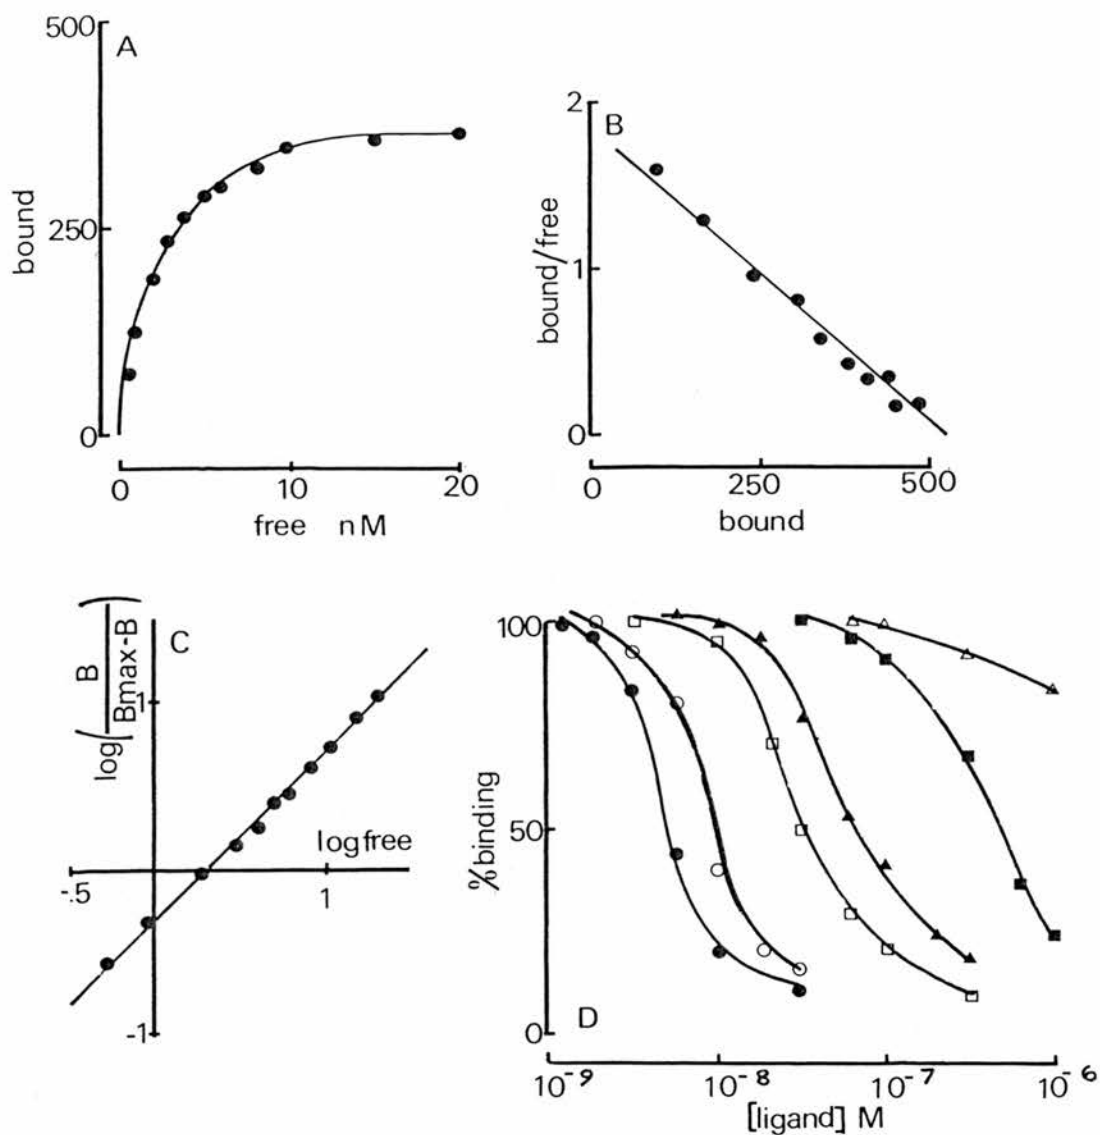 A
500
250
0
bound
0 10 20
free nM
B
2
1
0
bound/free
0 250 500
bound
C
log(B/Bmax-B)
1
-1
-.5 1
log free
D
100
50
0
%binding
10⁻⁹ 10⁻⁸ 10⁻⁷ 10⁻⁶
[ligand] M